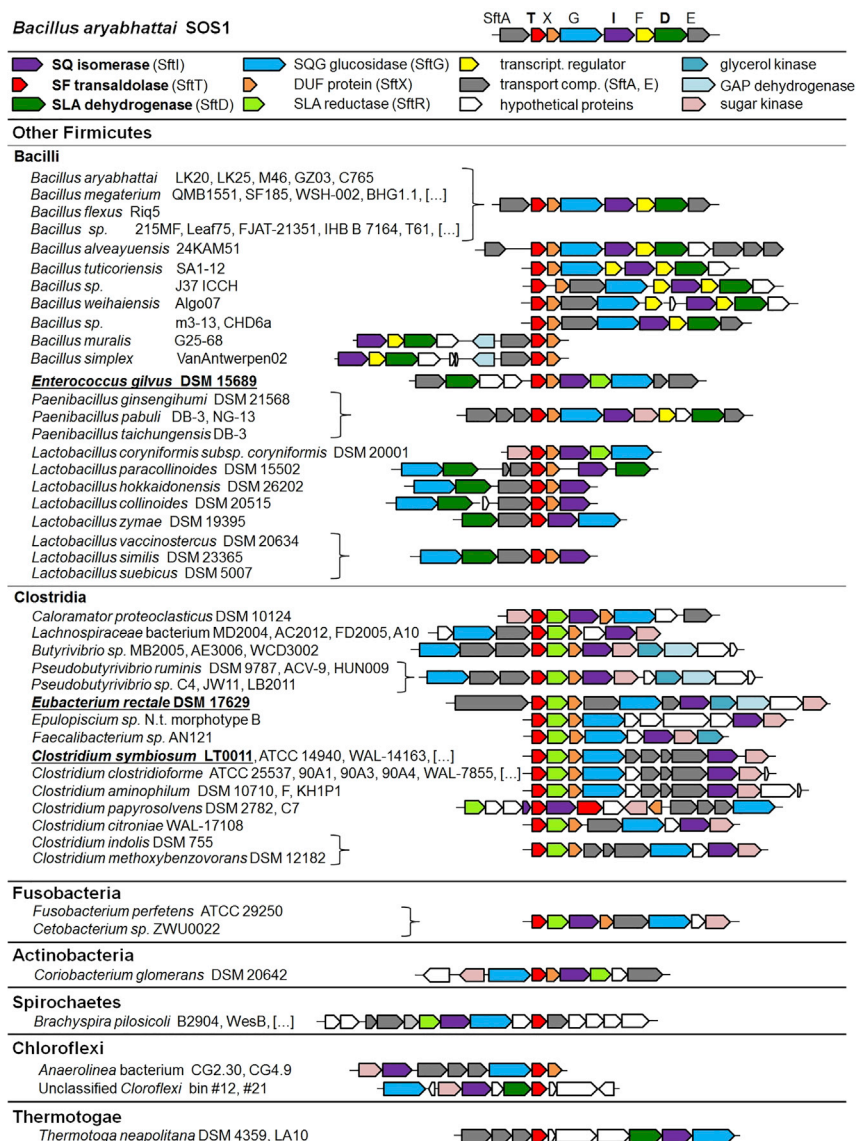 Bacillus aryabhattai SOS1
SftA T X G I F D E
SQ isomerase (SftI) SQG glucosidase (SftG) transcript. regulator glycerol kinase
SF transaldolase (SftT) DUF protein (SftX) transport comp. (SftA, E) GAP dehydrogenase
SLA dehydrogenase (SftD) SLA reductase (SftR) hypothetical proteins sugar kinase
Other Firmicutes
Bacilli
Bacillus aryabhattai LK20, LK25, M46, GZ03, C765
Bacillus megaterium QMB1551, SF185, WSH-002, BHG1.1, [...]
Bacillus flexus Riq5
Bacillus sp. 215MF, Leaf75, FJAT-21351, IHB B 7164, T61, [...]
Bacillus alveayuensis 24KAM51
Bacillus tuticoriensis SA1-12
Bacillus sp. J37 ICCH
Bacillus weihaiensis Algo07
Bacillus sp. m3-13, CHD6a
Bacillus muralis G25-68
Bacillus simplex VanAntwerpen02
Enterococcus gilvus DSM 15689
Paenibacillus ginsengihumi DSM 21568
Paenibacillus pabuli DB-3, NG-13
Paenibacillus taichungensis DB-3
Lactobacillus coryniformis subsp. coryniformis DSM 20001
Lactobacillus paracollinoides DSM 15502
Lactobacillus hokkaidonensis DSM 26202
Lactobacillus collinoides DSM 20515
Lactobacillus zymae DSM 19395
Lactobacillus vaccinostercus DSM 20634
Lactobacillus similis DSM 23365
Lactobacillus suebicus DSM 5007
Clostridia
Caloramator proteoclasticus DSM 10124
Lachnospiraceae bacterium MD2004, AC2012, FD2005, A10
Butyrivibrio sp. MB2005, AE3006, WCD3002
Pseudobutyrivibrio ruminis DSM 9787, ACV-9, HUN009
Pseudobutyrivibrio sp. C4, JW11, LB2011
Eubacterium rectale DSM 17629
Epulopiscium sp. N.t. morphotype B
Faecalibacterium sp. AN121
Clostridium symbiosum LT0011, ATCC 14940, WAL-14163, [...]
Clostridium clostridioforme ATCC 25537, 90A1, 90A3, 90A4, WAL-7855, [...]
Clostridium aminophilum DSM 10710, F, KH1P1
Clostridium papyrosolvens DSM 2782, C7
Clostridium citroniae WAL-17108
Clostridium indolis DSM 755
Clostridium methoxybenzovorans DSM 12182
Fusobacteria
Fusobacterium perfetens ATCC 29250
Cetobacterium sp. ZWU0022
Actinobacteria
Coriobacterium glomerans DSM 20642
Spirochaetes
Brachyspira pilosicoli B2904, WesB, [...]
Chloroflexi
Anaerolinea bacterium CG2.30, CG4.9
Unclassified Cloroflexi bin #12, #21
Thermotogae
Thermotoga neapolitana DSM 4359, LA10